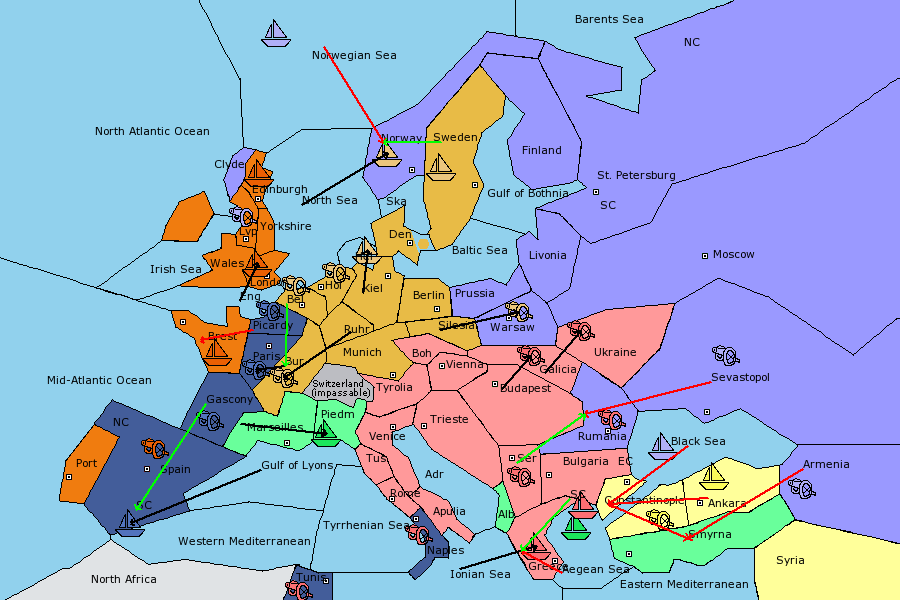 Barents Sea
NC
Norwegian Sea
North Atlantic Ocean
Norway
Sweden
Finland
Clyde
St. Petersburg
Edinburgh
Gulf of Bothnia
North Sea
Ska
SC
Yorkshire
Lvp
Den
Baltic Sea
Livonia
Moscow
Wales
Irish Sea
Hel
London
Hol
Kiel
Eng
Bel
Berlin
Prussia
Picardy
Silesia
Warsaw
Brest
Ruhr
Paris
Munich
Boh
Galicia
Ukraine
Bur
Vienna
Mid-Atlantic Ocean
Switzerland
(impassable)
Tyrolia
Budapest
Sevastopol
Gascony
NC
Marseilles
Piedm
Trieste
Venice
Rumania
Black Sea
Port
Spain
Gulf of Lyons
Tus
Adr
Ser
Bulgaria
EC
Armenia
SC
Rome
SC
Constantinople
Ankara
Tyrrhenian Sea
Apulia
Alb
Smyrna
Western Mediterranean
Naples
Syria
North Africa
Tunis
Ionian Sea
Greece
Aegean Sea
Eastern Mediterranean